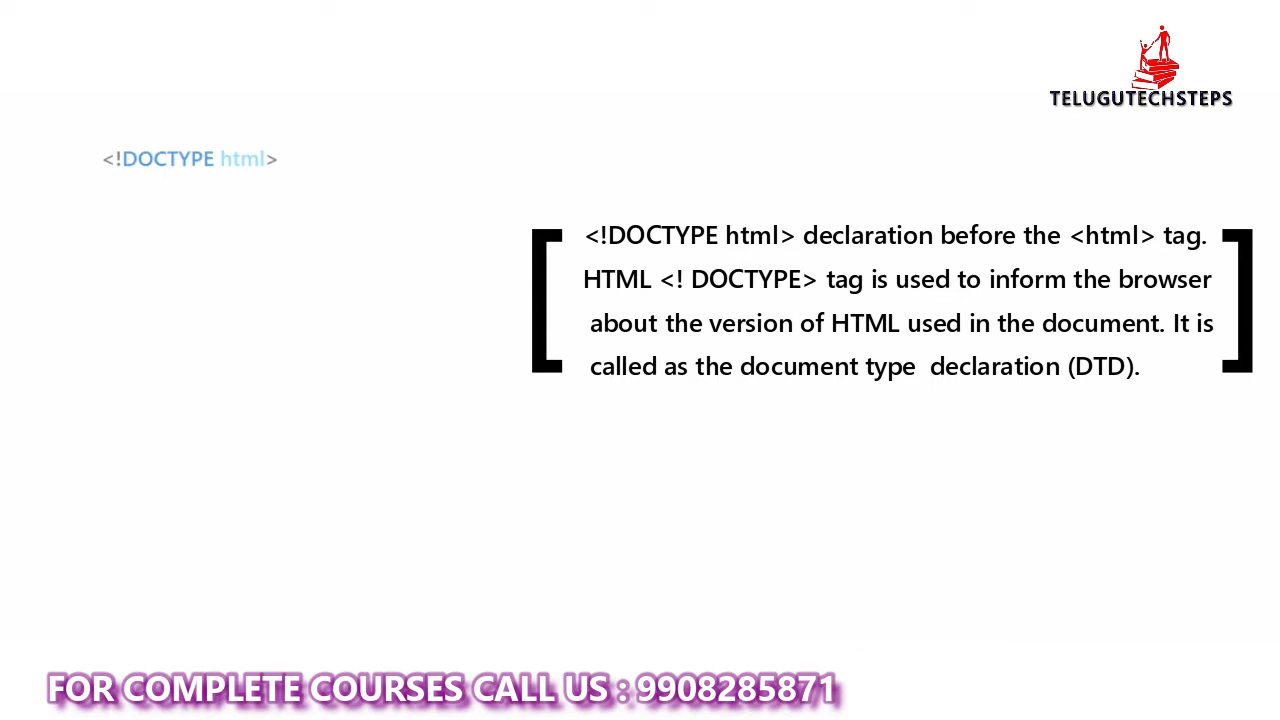 TELUGUTECHSTEPS
<!DOCTYPE html>
<!DOCTYPE html> declaration before the <html> tag.
HTML <! DOCTYPE> tag is used to inform the browser
about the version of HTML used in the document. It is
called as the document type  declaration (DTD).
FOR COMPLETE COURSES CALL US : 9908285871